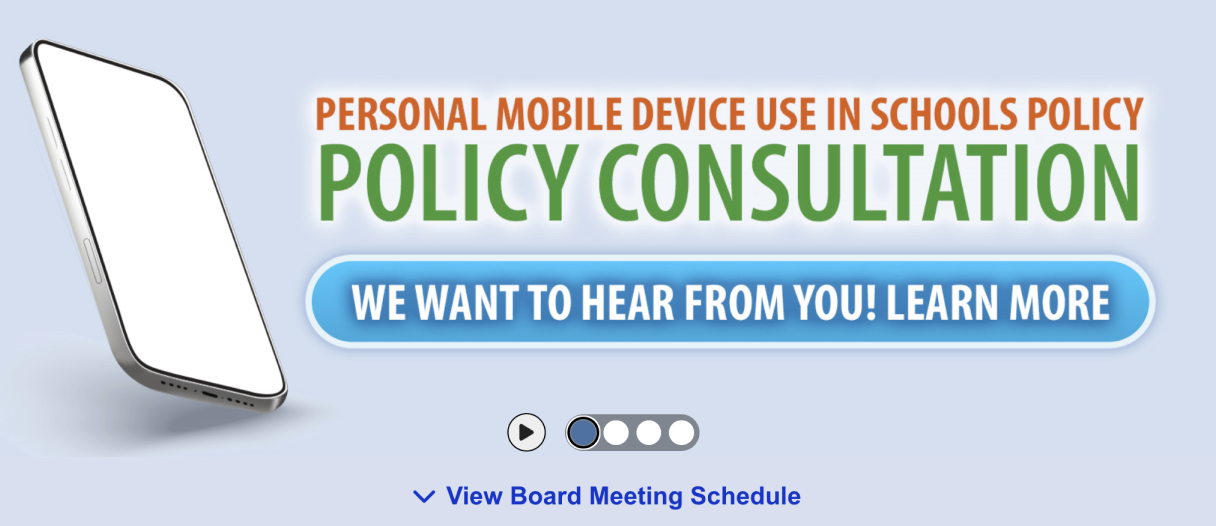 PERSONAL MOBILE DEVICE USE IN SCHOOLS POLICY
POLICY CONSULTATION
WE WANT TO HEAR FROM YOU! LEARN MORE
View Board Meeting Schedule